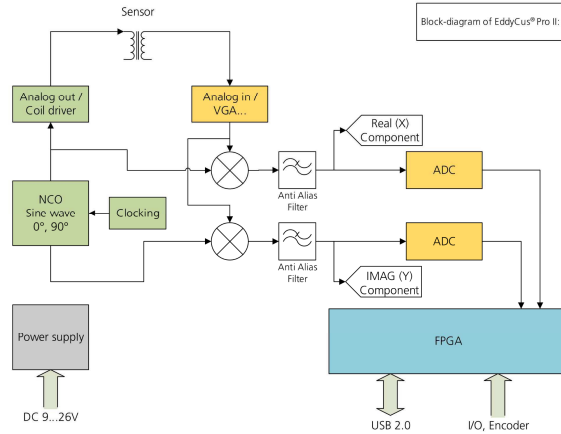 Sensor
Block-diagram of EddyCus® Pro II:
Analog out /
Coil driver
Analog in /
VGA...
Real (X)
Component
ADC
Anti Alias
Filter
NCO
Sine wave
0°, 90°
Clocking
ADC
Anti Alias
Filter
IMAG (Y)
Component
Power supply
FPGA
DC 9...26V
USB 2.0
I/O, Encoder